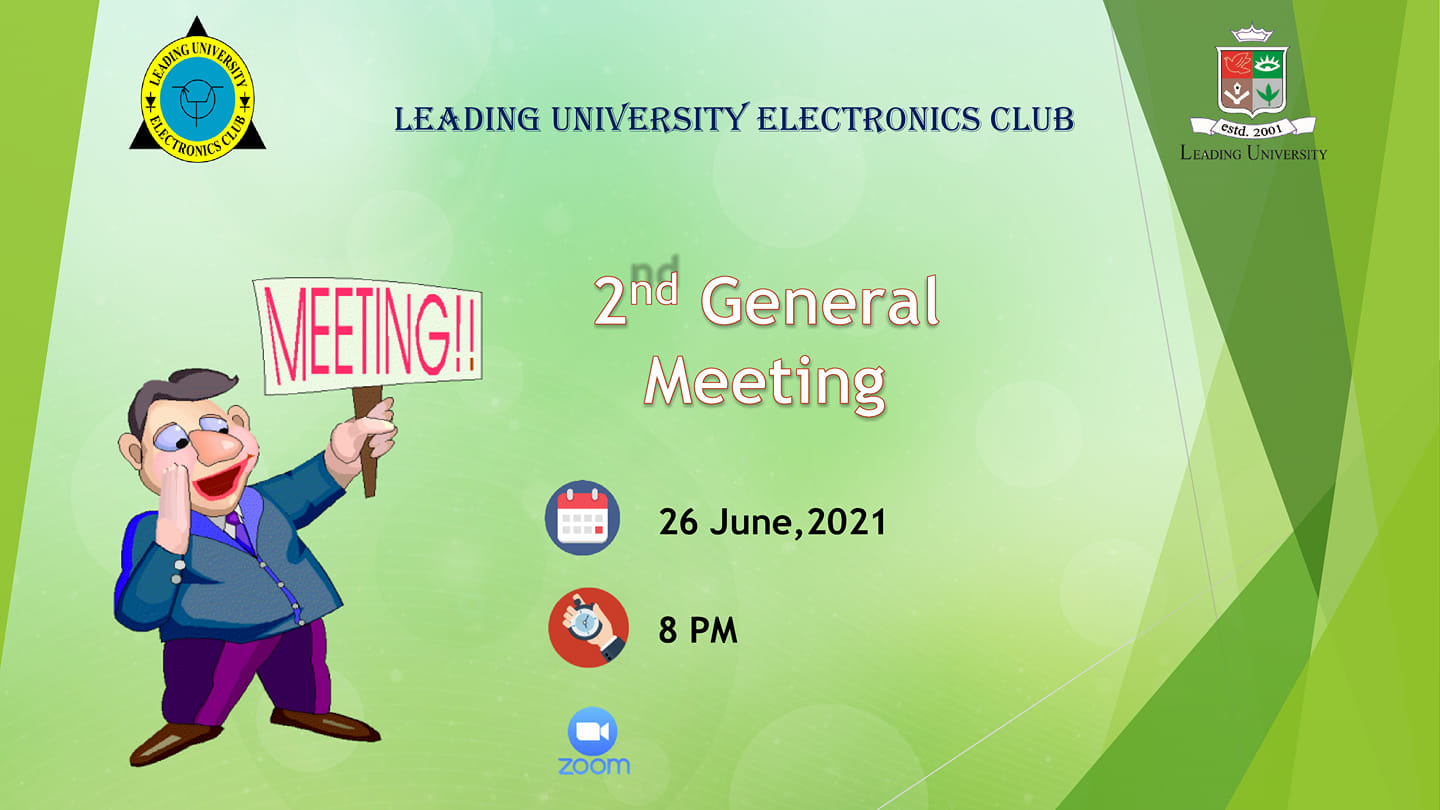 LEADING UNIVERSITY
ELECTRONICS CLUB
LEADING UNIVERSITY ELECTRONICS CLUB
estd. 2001
LEADING UNIVERSITY
MEETING!!
2nd General
Meeting
26 June,2021
8 PM
zoom